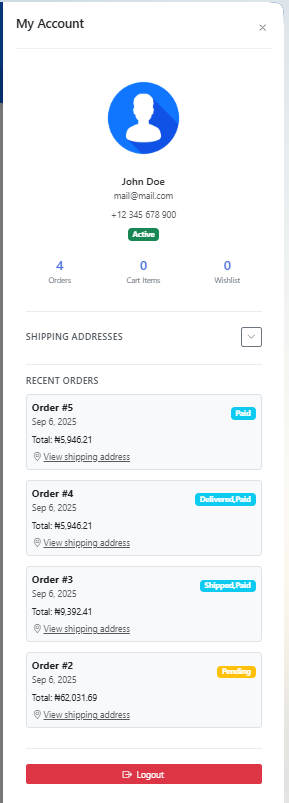 My Account
John Doe
mail@mail.com
+12 345 678 900
Active
4 0 0
Orders Cart Items Wishlist
SHIPPING ADDRESSES
RECENT ORDERS
Order #5 Paid
Sep 6, 2025
Total: ₦5,946.21
View shipping address
Order #4 Delivered,Paid
Sep 6, 2025
Total: ₦5,946.21
View shipping address
Order #3 Shipped,Paid
Sep 6, 2025
Total: ₦9,392.41
View shipping address
Order #2 Pending
Sep 6, 2025
Total: ₦62,031.69
View shipping address
Logout